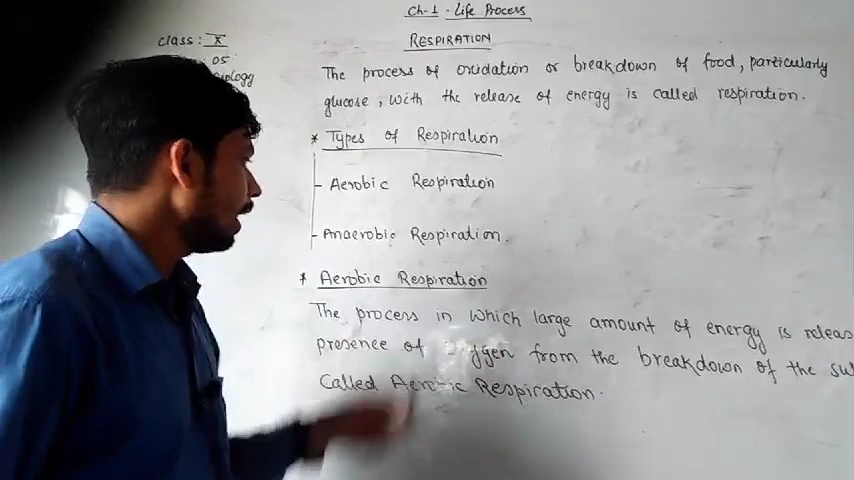 Ch-1 - Life Process
class: X
RESPIRATION
05
The process of oxidation or breakdown of food, particularly
glucose, with the release of energy is called respiration.
* Types of Respiration
- Aerobic Respiration
- Anaerobic Respiration.
* Aerobic Respiration
The process in which large amount of energy is releas
presence of from the breakdown of the su
Called Aerobic Respiration.